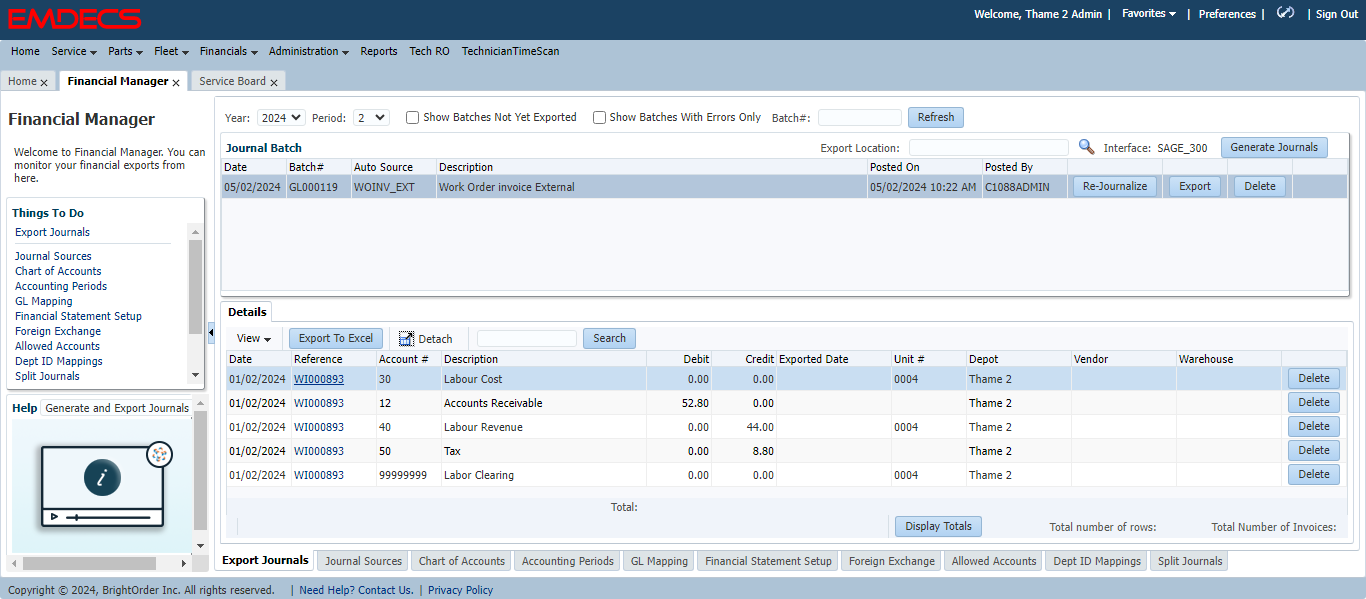 EMDECS
Welcome, Thame 2 Admin | Favorites | Preferences | | Sign Out
Home Service Parts Fleet Financials Administration Reports Tech RO TechnicianTimeScan
Home Financial Manager Service Board
Financial Manager
Welcome to Financial Manager. You can
monitor your financial exports from
here.
Things To Do
Export Journals
Journal Sources
Chart of Accounts
Accounting Periods
GL Mapping
Financial Statement Setup
Foreign Exchange
Allowed Accounts
Dept ID Mappings
Split Journals
Help Generate and Export Journals
i
Year: 2024 Period: 2 Show Batches Not Yet Exported Show Batches With Errors Only Batch#: Refresh
Journal Batch Export Location: Interface: SAGE_300 Generate Journals
Date Batch# Auto Source Description Posted On Posted By
05/02/2024 GL000119 WOINV_EXT Work Order invoice External 05/02/2024 10:22 AM C1088ADMIN Re-Journalize Export Delete
Details
View Export To Excel Detach Search
Date Reference Account # Description Debit Credit Exported Date Unit # Depot Vendor Warehouse
01/02/2024 WI000893 30 Labour Cost 0.00 0.00 0004 Thame 2 Delete
01/02/2024 WI000893 12 Accounts Receivable 52.80 0.00 Thame 2 Delete
01/02/2024 WI000893 40 Labour Revenue 0.00 44.00 0004 Thame 2 Delete
01/02/2024 WI000893 50 Tax 0.00 8.80 Thame 2 Delete
01/02/2024 WI000893 99999999 Labor Clearing 0.00 0.00 0004 Thame 2 Delete
Total:
Display Totals Total number of rows: Total Number of Invoices:
Export Journals Journal Sources Chart of Accounts Accounting Periods GL Mapping Financial Statement Setup Foreign Exchange Allowed Accounts Dept ID Mappings Split Journals
Copyright © 2024, BrightOrder Inc. All rights reserved. | Need Help? Contact Us. | Privacy Policy